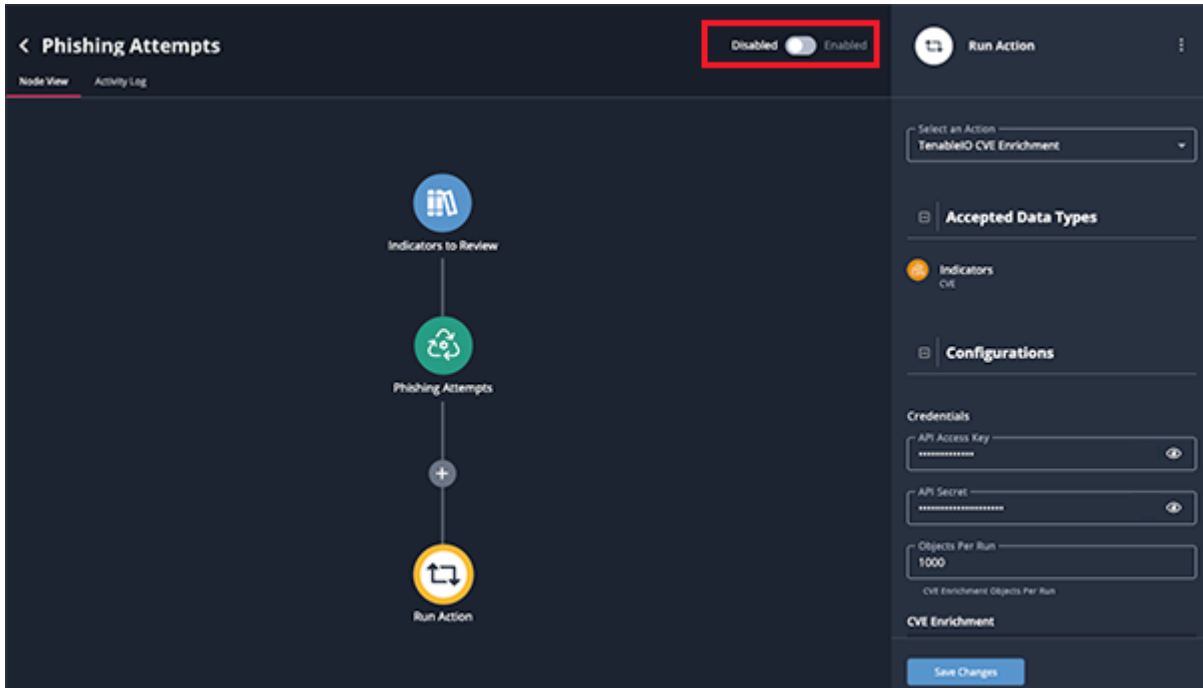 Phishing Attempts
Disabled Enabled
Node View Activity Log
Indicators to Review
Phishing Attempts
Run Action
Run Action
Select an Action
TenableIO CVE Enrichment
Accepted Data Types
Indicators
CVE
Configurations
Credentials
API Access Key
API Secret
Objects Per Run
1000
CVE Enrichment Objects Per Run
CVE Enrichment
Save Changes